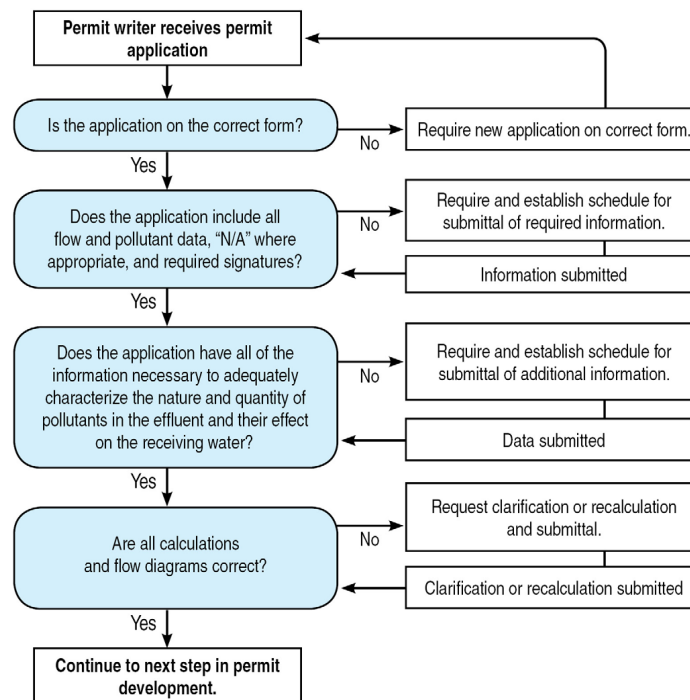 Permit writer receives permit
application
Is the application on the correct form?
No
Require new application on correct form.
Yes
Does the application include all
flow and pollutant data, “N/A” where
appropriate, and required signatures?
No
Require and establish schedule for
submittal of required information.
Information submitted
Yes
Does the application have all of the
information necessary to adequately
characterize the nature and quantity of
pollutants in the effluent and their effect
on the receiving water?
No
Require and establish schedule for
submittal of additional information.
Data submitted
Yes
Are all calculations
and flow diagrams correct?
No
Request clarification or recalculation
and submittal.
Clarification or recalculation submitted
Yes
Continue to next step in permit
development.